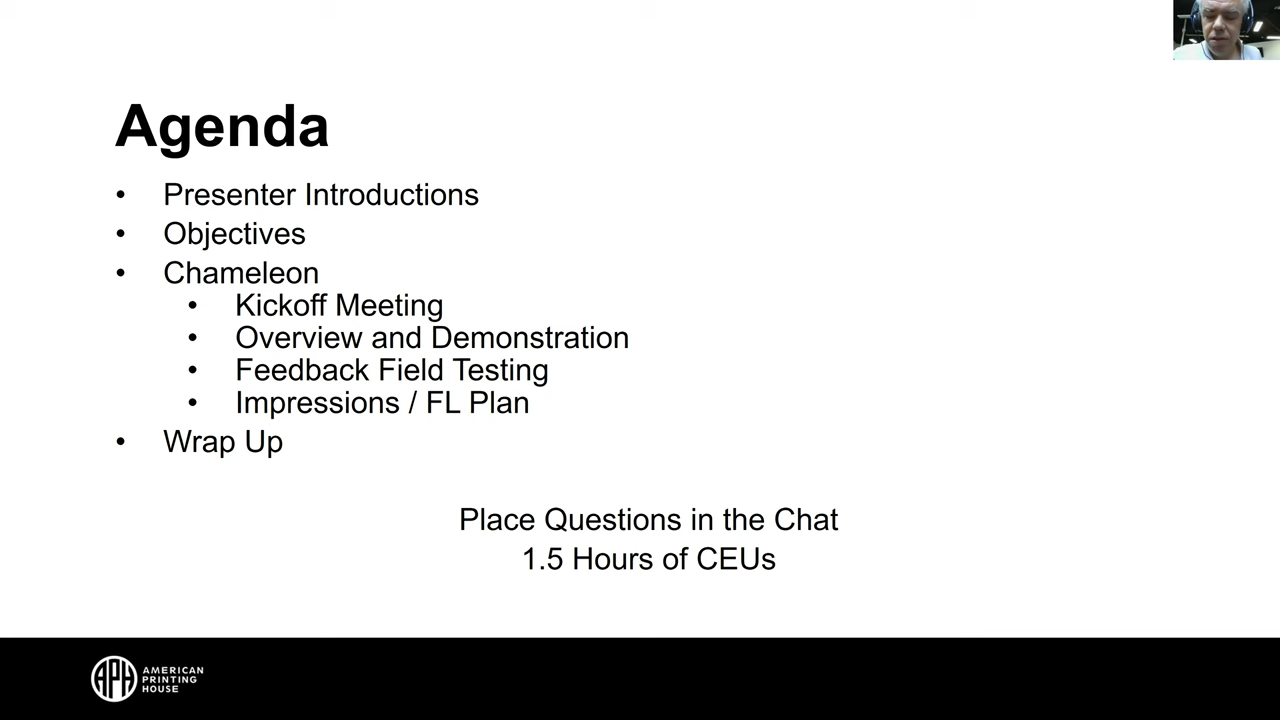 Agenda
• Presenter Introductions
• Objectives
• Chameleon
• Kickoff Meeting
• Overview and Demonstration
• Feedback Field Testing
• Impressions / FL Plan
• Wrap Up
Place Questions in the Chat
1.5 Hours of CEUs
APH
AMERICAN
PRINTING
HOUSE